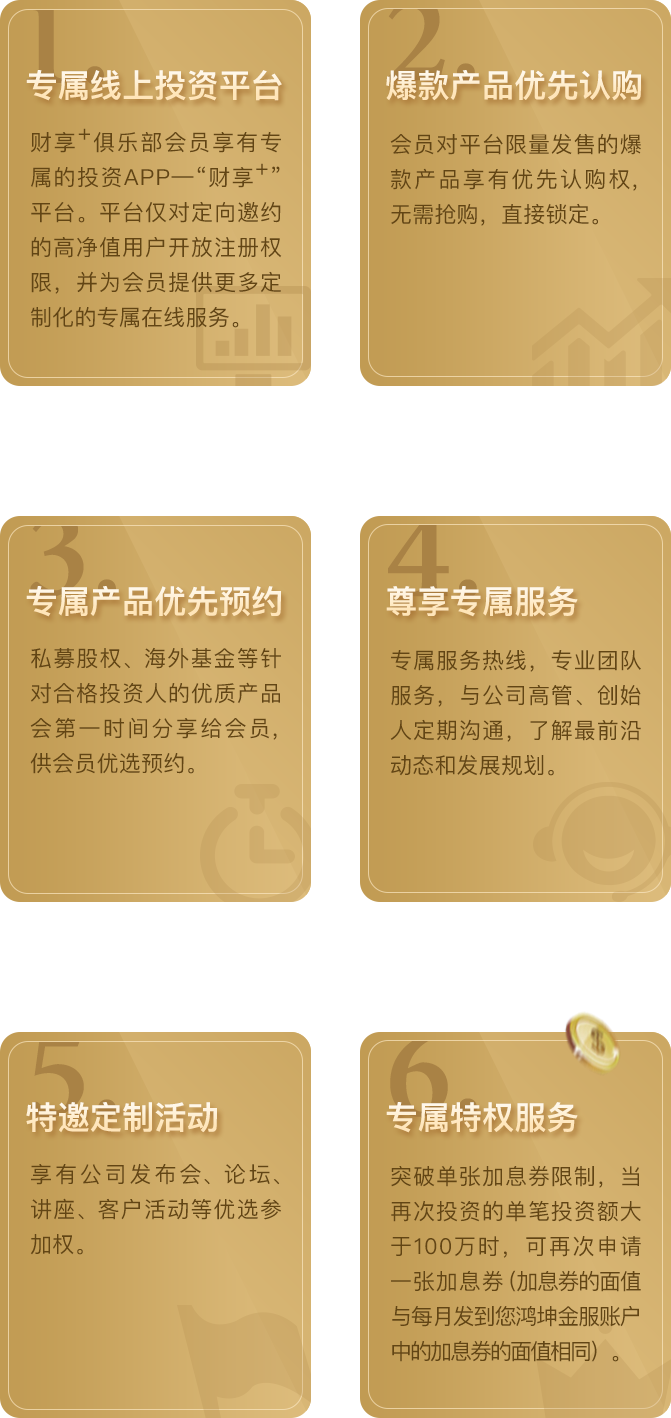 1.
专属线上投资平台
财享+俱乐部会员享有专
属的投资APP—“财享+”
平台。平台仅对定向邀约
的高净值用户开放注册权
限，并为会员提供更多定
制化的专属在线服务。
2.
爆款产品优先认购
会员对平台限量发售的爆
款产品享有优先认购权，
无需抢购，直接锁定。
3.
专属产品优先预约
私募股权、海外基金等针
对合格投资人的优质产品
会第一时间分享给会员，
供会员优选预约。
4.
尊享专属服务
专属服务热线，专业团队
服务，与公司高管、创始
人定期沟通，了解最前沿
动态和发展规划。
5.
特邀定制活动
享有公司发布会、论坛、
讲座、客户活动等优选参
加权。
6.
专属特权服务
突破单张加息券限制，当
再次投资的单笔投资额大
于100万时，可再次申请
一张加息券（加息券的面值
与每月发到您鸿坤金服账户
中的加息券的面值相同）。
$